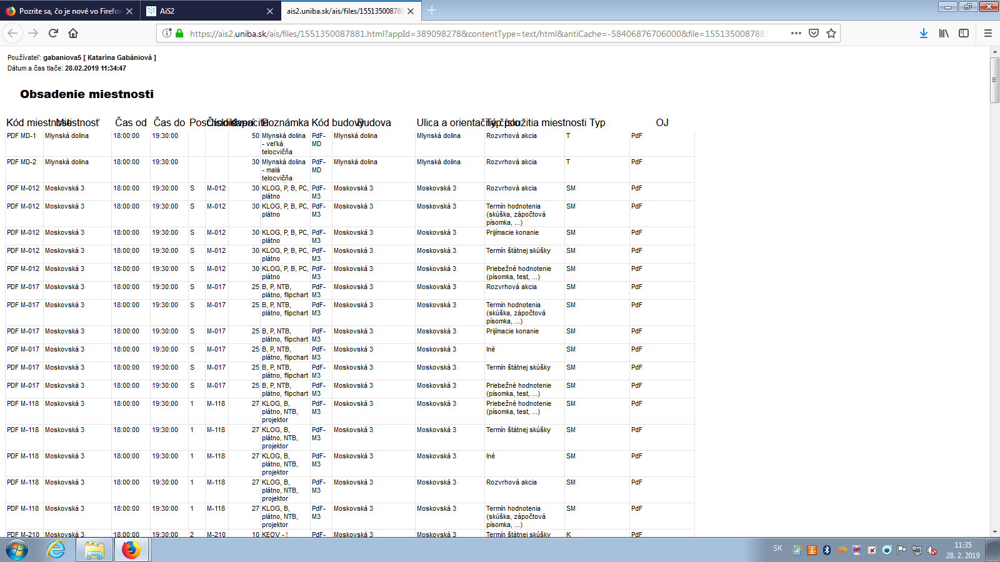 Pozrite sa, čo je nové vo Firefox
AiS2
ais2.uniba.sk/ais/files/155135008788
https://ais2.uniba.sk/ais/files/1551350087881.html?appId=389098278&contentType=text/html&antiCache=-58406876706000&file=1551350087881
Používateľ: gabaniova5 [ Katarína Gabániová ]
Dátum a čas tlače: 28.02.2019 11:34:47
Obsadenie miestnosti
Kód miestnosti Miestnosť Čas od Čas do Poschodie Číslo dverí Kapacita Poznámka Kód budovy Budova Ulica a orientačné číslo Typ použitia miestnosti Typ OJ
PDF MD-1 Mlynská dolina 18:00:00 19:30:00 50 Mlynská dolina PdF- Mlynská dolina Mlynská dolina Rozvrhová akcia T PdF
- veľká MD
telocvičňa
PDF MD-2 Mlynská dolina 18:00:00 19:30:00 30 Mlynská dolina PdF- Mlynská dolina Mlynská dolina Rozvrhová akcia T PdF
- malá MD
telocvičňa
PDF M-012 Moskovská 3 18:00:00 19:30:00 S M-012 30 KLOG, P, B, PC, PdF- Moskovská 3 Moskovská 3 Rozvrhová akcia SM PdF
plátno M3
PDF M-012 Moskovská 3 18:00:00 19:30:00 S M-012 30 KLOG, P, B, PC, PdF- Moskovská 3 Moskovská 3 Termín hodnotenia SM PdF
plátno M3 (skúška, zápočtová
písomka, ...)
PDF M-012 Moskovská 3 18:00:00 19:30:00 S M-012 30 KLOG, P, B, PC, PdF- Moskovská 3 Moskovská 3 Prijímacie konanie SM PdF
plátno M3
PDF M-012 Moskovská 3 18:00:00 19:30:00 S M-012 30 KLOG, P, B, PC, PdF- Moskovská 3 Moskovská 3 Termín štátnej skúšky SM PdF
plátno M3
PDF M-012 Moskovská 3 18:00:00 19:30:00 S M-012 30 KLOG, P, B, PC, PdF- Moskovská 3 Moskovská 3 Priebežné hodnotenie SM PdF
plátno M3 (písomka, test, ...)
PDF M-017 Moskovská 3 18:00:00 19:30:00 S M-017 25 B, P, NTB, PdF- Moskovská 3 Moskovská 3 Rozvrhová akcia SM PdF
plátno, flipchart M3
PDF M-017 Moskovská 3 18:00:00 19:30:00 S M-017 25 B, P, NTB, PdF- Moskovská 3 Moskovská 3 Termín hodnotenia SM PdF
plátno, flipchart M3 (skúška, zápočtová
písomka, ...)
PDF M-017 Moskovská 3 18:00:00 19:30:00 S M-017 25 B, P, NTB, PdF- Moskovská 3 Moskovská 3 Prijímacie konanie SM PdF
plátno, flipchart M3
PDF M-017 Moskovská 3 18:00:00 19:30:00 S M-017 25 B, P, NTB, PdF- Moskovská 3 Moskovská 3 Iné SM PdF
plátno, flipchart M3
PDF M-017 Moskovská 3 18:00:00 19:30:00 S M-017 25 B, P, NTB, PdF- Moskovská 3 Moskovská 3 Termín štátnej skúšky SM PdF
plátno, flipchart M3
PDF M-017 Moskovská 3 18:00:00 19:30:00 S M-017 25 B, P, NTB, PdF- Moskovská 3 Moskovská 3 Priebežné hodnotenie SM PdF
plátno, flipchart M3 (písomka, test, ...)
PDF M-118 Moskovská 3 18:00:00 19:30:00 1 M-118 27 KLOG, B, PdF- Moskovská 3 Moskovská 3 Priebežné hodnotenie SM PdF
plátno, NTB, M3 (písomka, test, ...)
projektor
PDF M-118 Moskovská 3 18:00:00 19:30:00 1 M-118 27 KLOG, B, PdF- Moskovská 3 Moskovská 3 Termín štátnej skúšky SM PdF
plátno, NTB, M3
projektor
PDF M-118 Moskovská 3 18:00:00 19:30:00 1 M-118 27 KLOG, B, PdF- Moskovská 3 Moskovská 3 Iné SM PdF
plátno, NTB, M3
projektor
PDF M-118 Moskovská 3 18:00:00 19:30:00 1 M-118 27 KLOG, B, PdF- Moskovská 3 Moskovská 3 Rozvrhová akcia SM PdF
plátno, NTB, M3
projektor
PDF M-118 Moskovská 3 18:00:00 19:30:00 1 M-118 27 KLOG, B, PdF- Moskovská 3 Moskovská 3 Termín hodnotenia SM PdF
plátno, NTB, M3 (skúška, zápočtová
projektor písomka, ...)
PDF M-210 Moskovská 3 18:00:00 19:30:00 2 M-210 10 KEOV - ! PdF- Moskovská 3 Moskovská 3 Termín štátnej skúšky K PdF
SK
11:35
28. 2. 2019